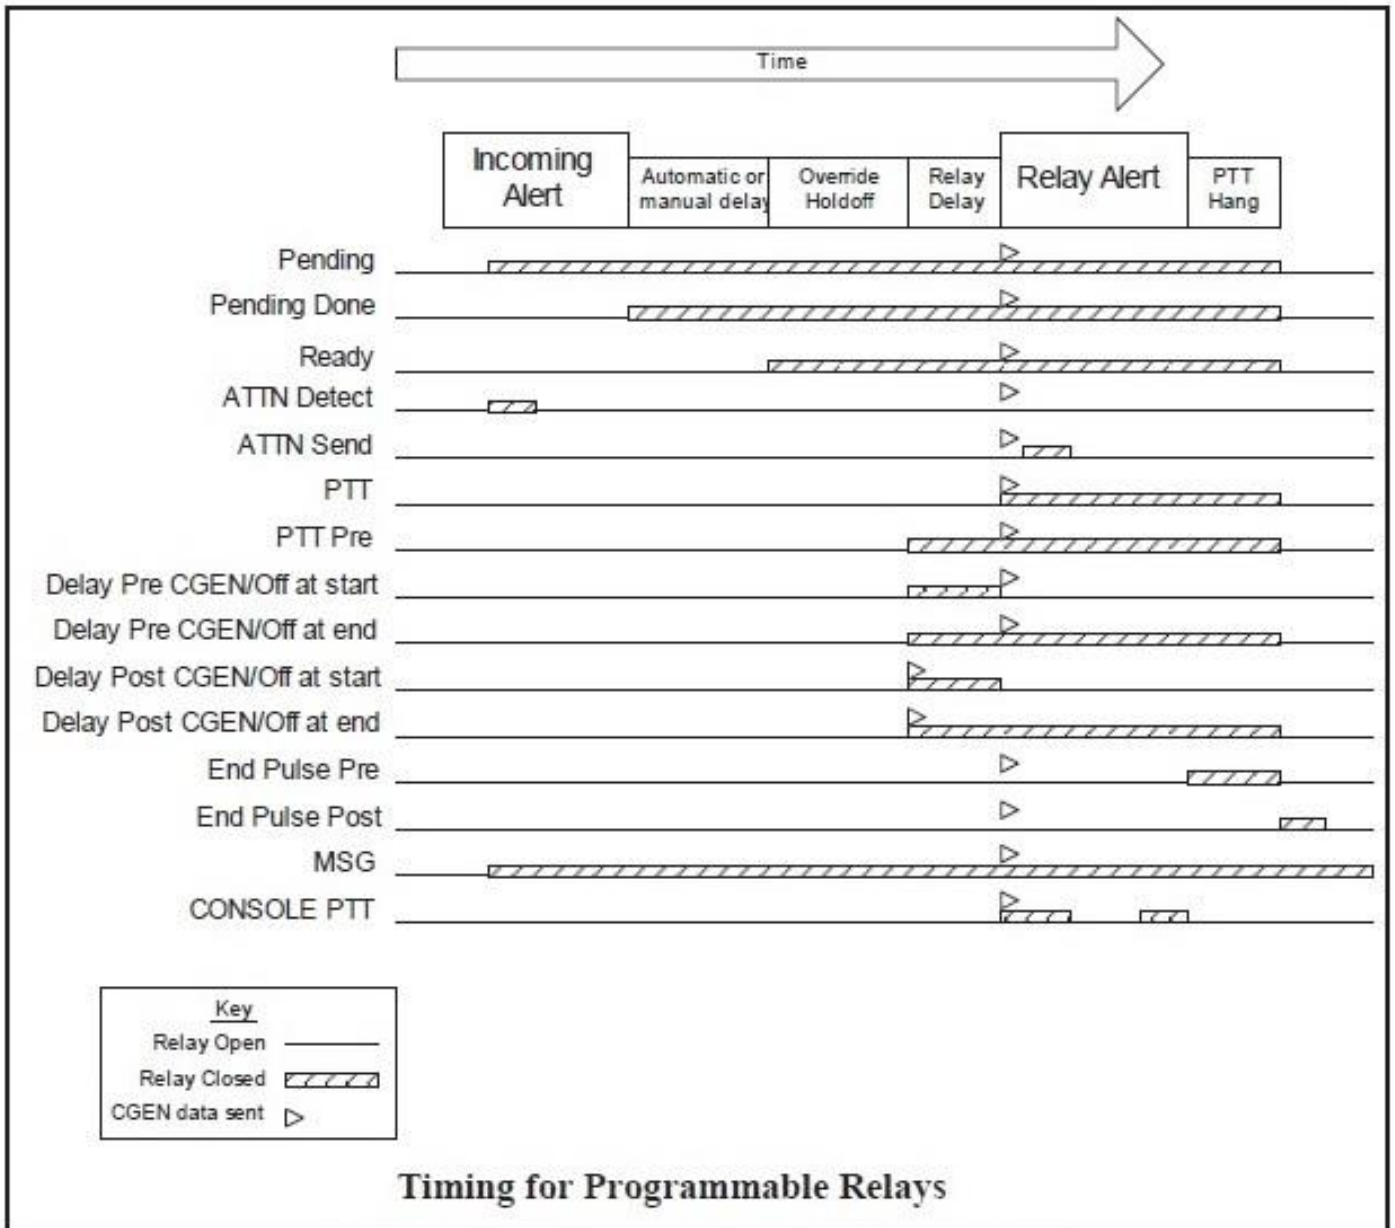 Time
Incoming
Alert
Automatic or
manual delay
Override
Holdoff
Relay
Delay
Relay Alert
PTT
Hang
Pending
Pending Done
Ready
ATTN Detect
ATTN Send
PTT
PTT Pre
Delay Pre CGEN/Off at start
Delay Pre CGEN/Off at end
Delay Post CGEN/Off at start
Delay Post CGEN/Off at end
End Pulse Pre
End Pulse Post
MSG
CONSOLE PTT
Key
Relay Open
Relay Closed
CGEN data sent
Timing for Programmable Relays